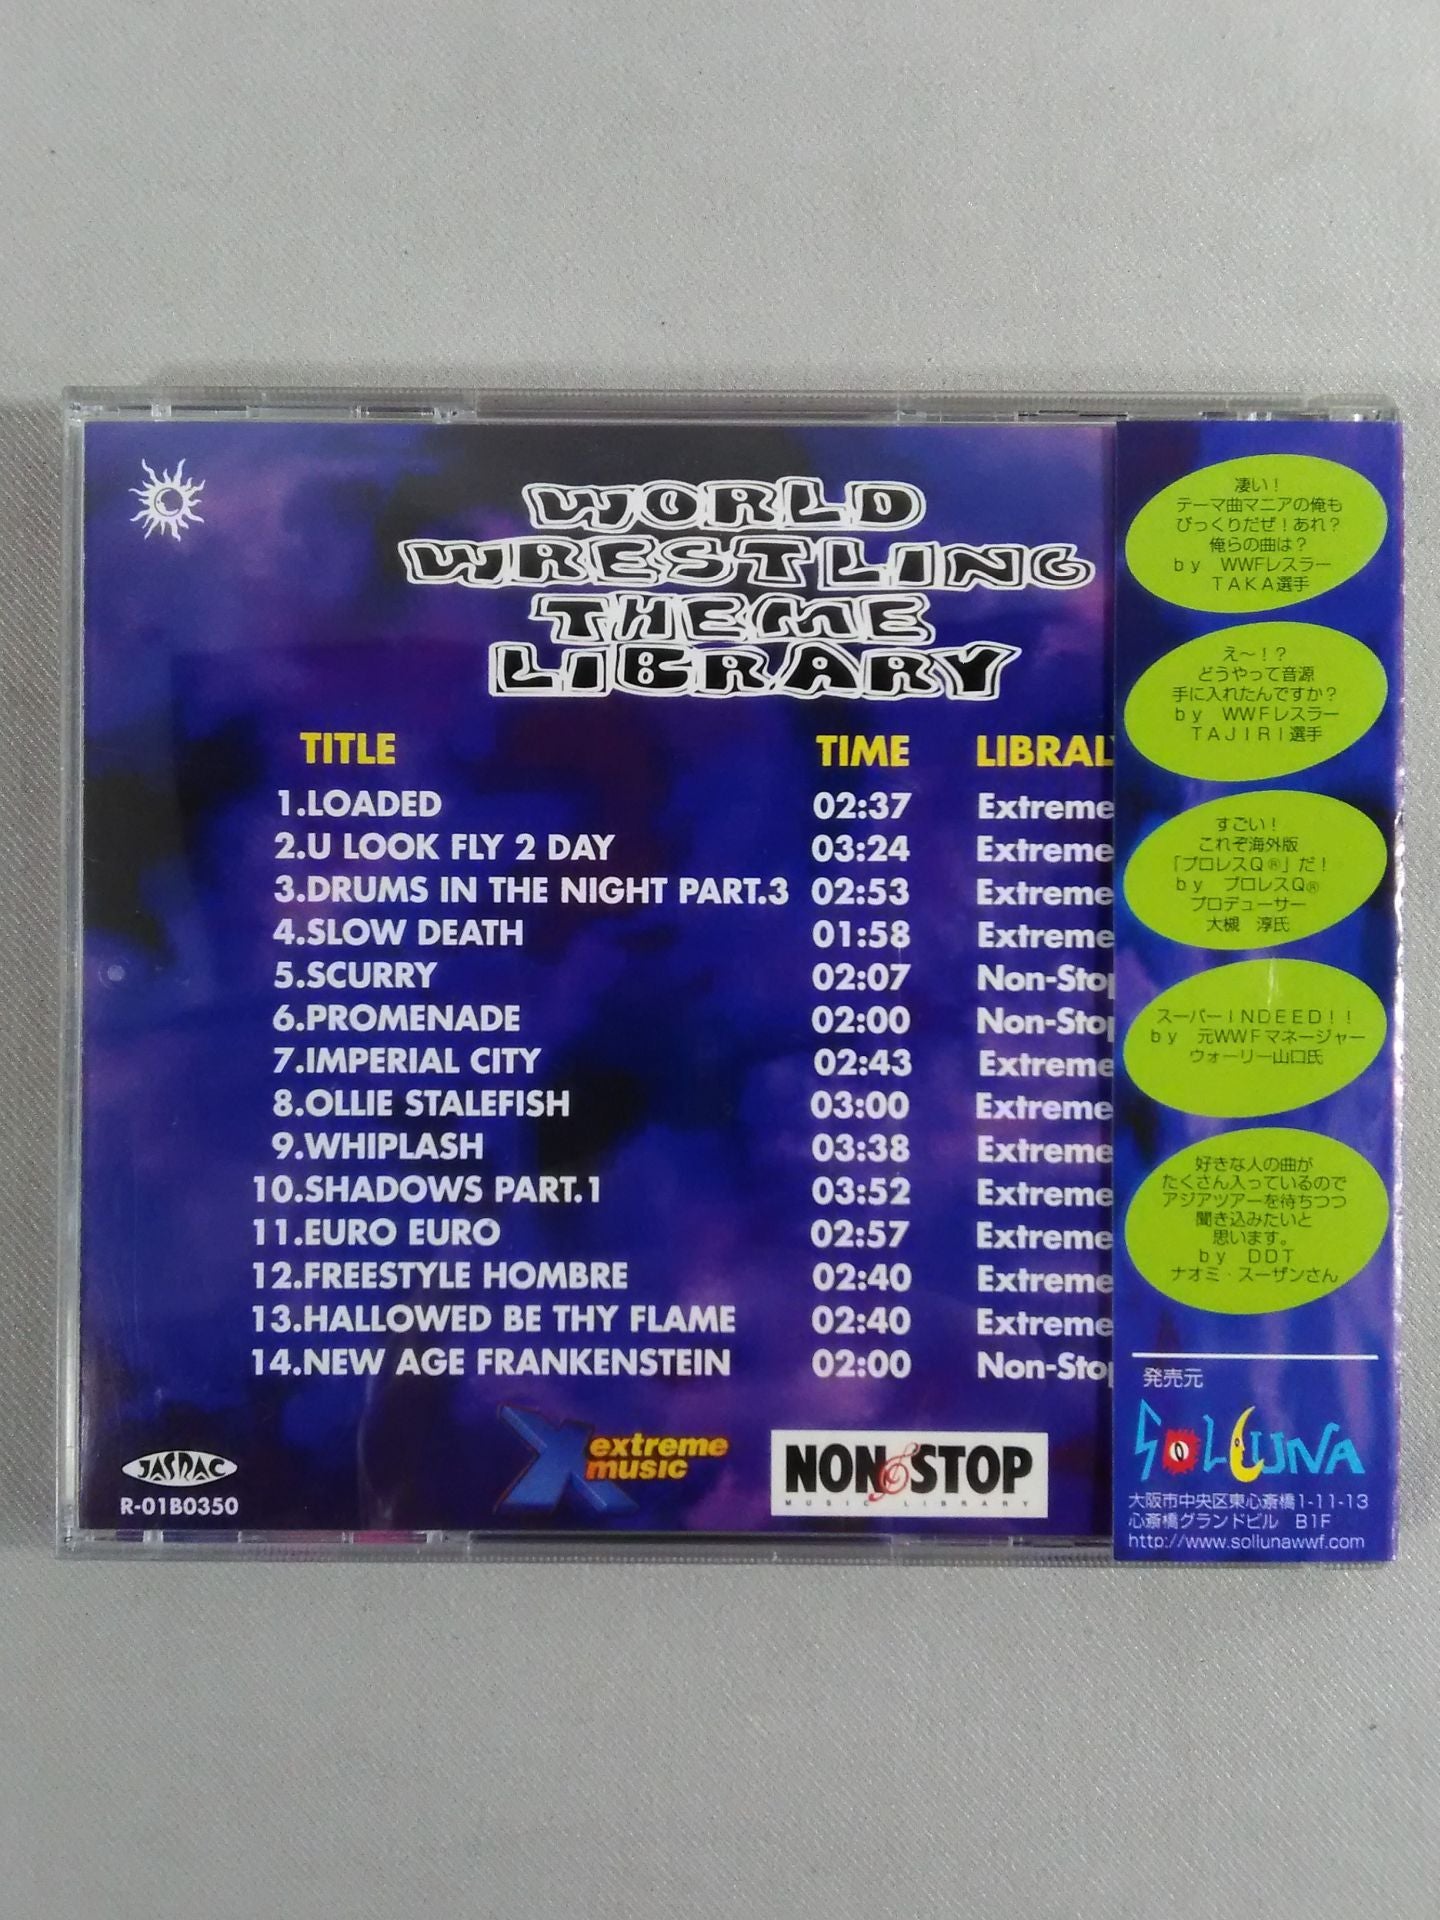 WORLD
WRESTLING
THEME
LIBRARY
TITLE TIME LIBRAL
1.LOADED 02:37 Extreme
2.U LOOK FLY 2 DAY 03:24 Extreme
3.DRUMS IN THE NIGHT PART.3 02:53 Extreme
4.SLOW DEATH 01:58 Extreme
5.SCURRY 02:07 Non-Stop
6.PROMENADE 02:00 Non-Stop
7.IMPERIAL CITY 02:43 Extreme
8.OLLIE STALEFISH 03:00 Extreme
9.WHIPLASH 03:38 Extreme
10.SHADOWS PART.1 03:52 Extreme
11.EURO EURO 02:57 Extreme
12.FREESTYLE HOMBRE 02:40 Extreme
13.HALLOWED BE THY FLAME 02:40 Extreme
14.NEW AGE FRANKENSTEIN 02:00 Non-Stop
JASRAC
R-01B0350
X extreme
music
NON STOP
MUSIC LIBRARY
凄い!
テーマ曲マニアの俺も
びっくりだぜ!あれ?
俺らの曲は?
by WWFレスラー
TAKA選手
え〜!?
どうやって音源
手に入れたんですか?
by WWFレスラー
TAJIRI選手
すごい!
これぞ海外版
「プロレスQ®」だ!
by プロレスQ®
プロデューサー
大槻 淳氏
スーパーINDEED!!
by 元WWFマネージャー
ウォーリー山口氏
好きな人の曲が
たくさん入っているので
アジアツアーを待ちつつ
聞き込みたいと
思います。
by DDT
ナオミ・スーザンさん
発売元
SOLLUNA
大阪市中央区東心斎橋1-11-13
心斎橋グランドビル B1F
http://www.sollunawwf.com